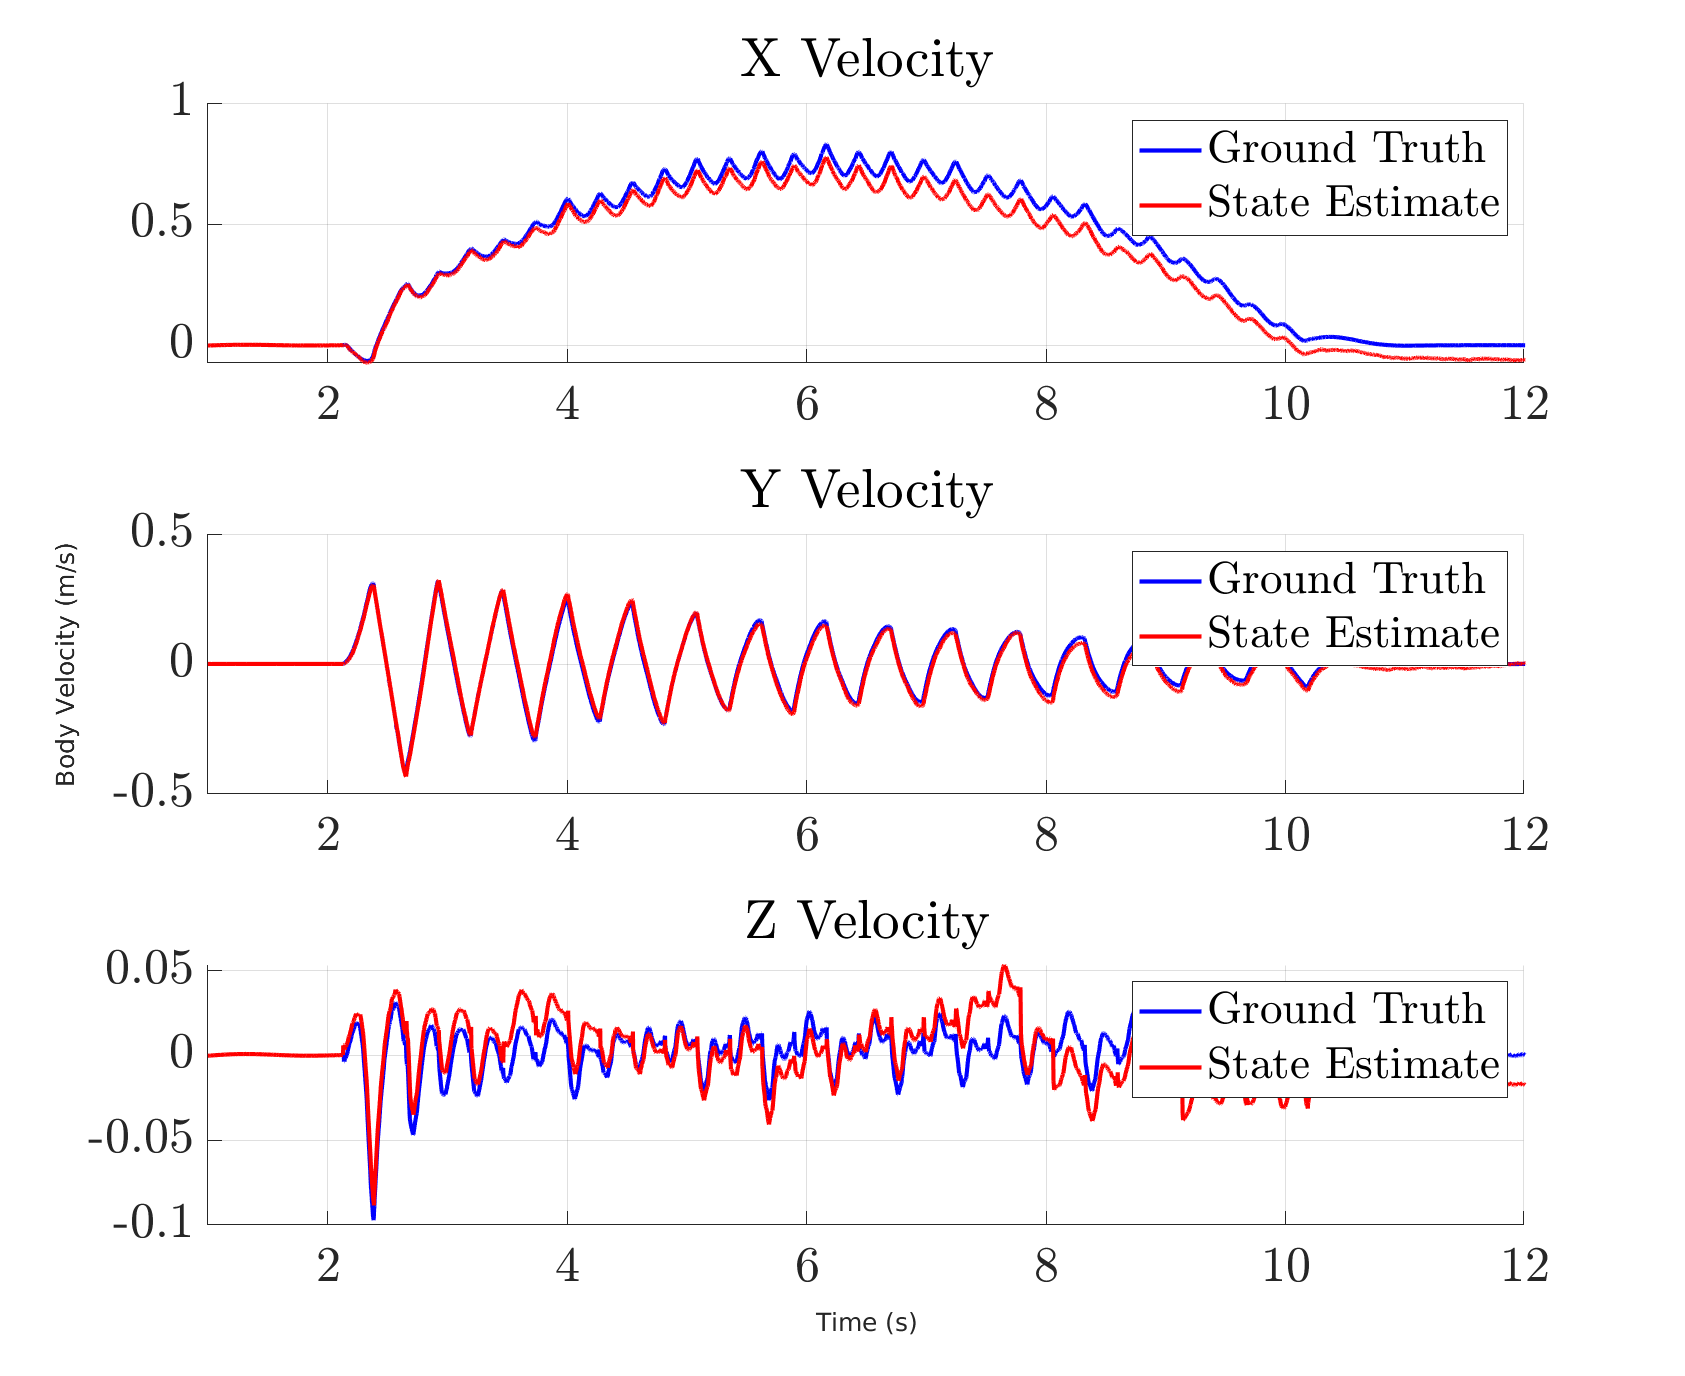 X Velocity
1
0.5
0
Ground Truth
State Estimate
2 4 6 8 10 12
Y Velocity
0.5
0
-0.5
Ground Truth
State Estimate
Body Velocity (m/s)
2 4 6 8 10 12
Z Velocity
0.05
0
-0.05
-0.1
Ground Truth
State Estimate
2 4 6 8 10 12
Time (s)